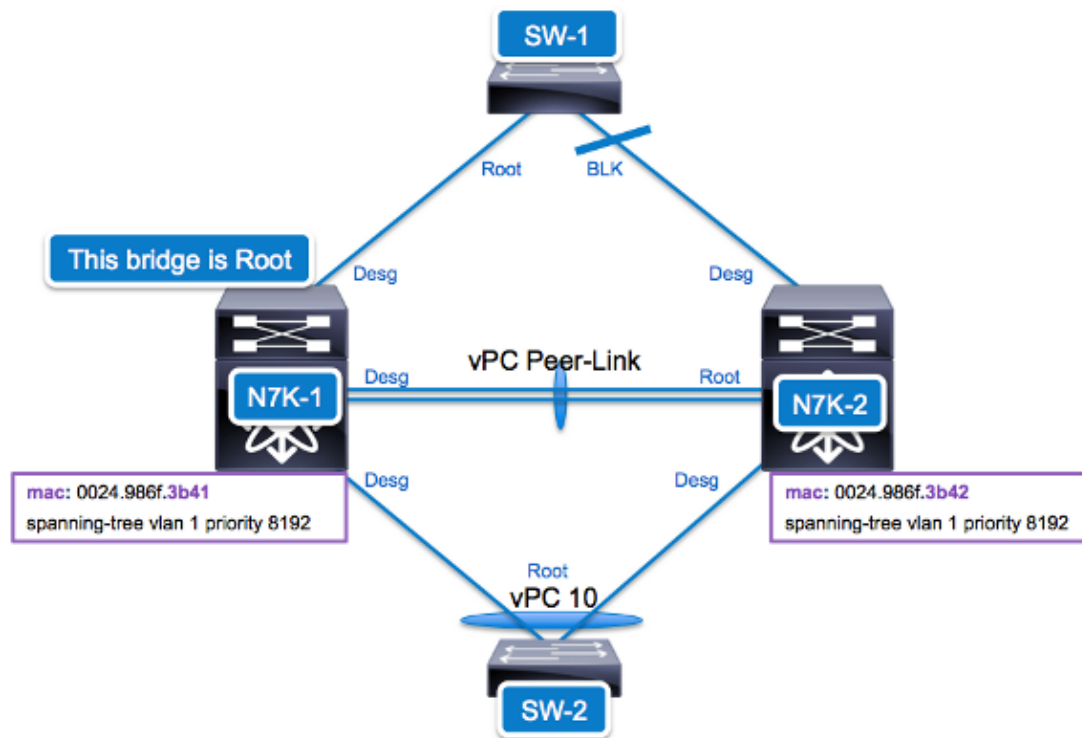 SW-1
Root
BLK
This bridge is Root
Desg
Desg
vPC Peer-Link
Desg
Root
N7K-1
N7K-2
Desg
Desg
mac: 0024.986f.3b41
spanning-tree vlan 1 priority 8192
mac: 0024.986f.3b42
spanning-tree vlan 1 priority 8192
Root
vPC 10
SW-2